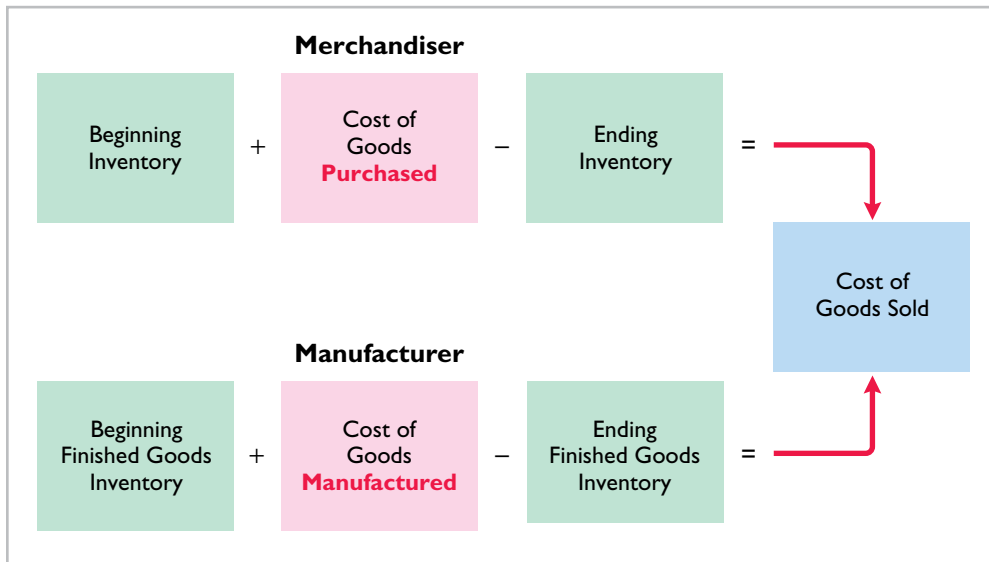 Merchandiser
Beginning
Inventory
+
Cost of
Goods
Purchased
−
Ending
Inventory
=
Cost of
Goods Sold
Manufacturer
Beginning
Finished Goods
Inventory
+
Cost of
Goods
Manufactured
−
Ending
Finished Goods
Inventory
=